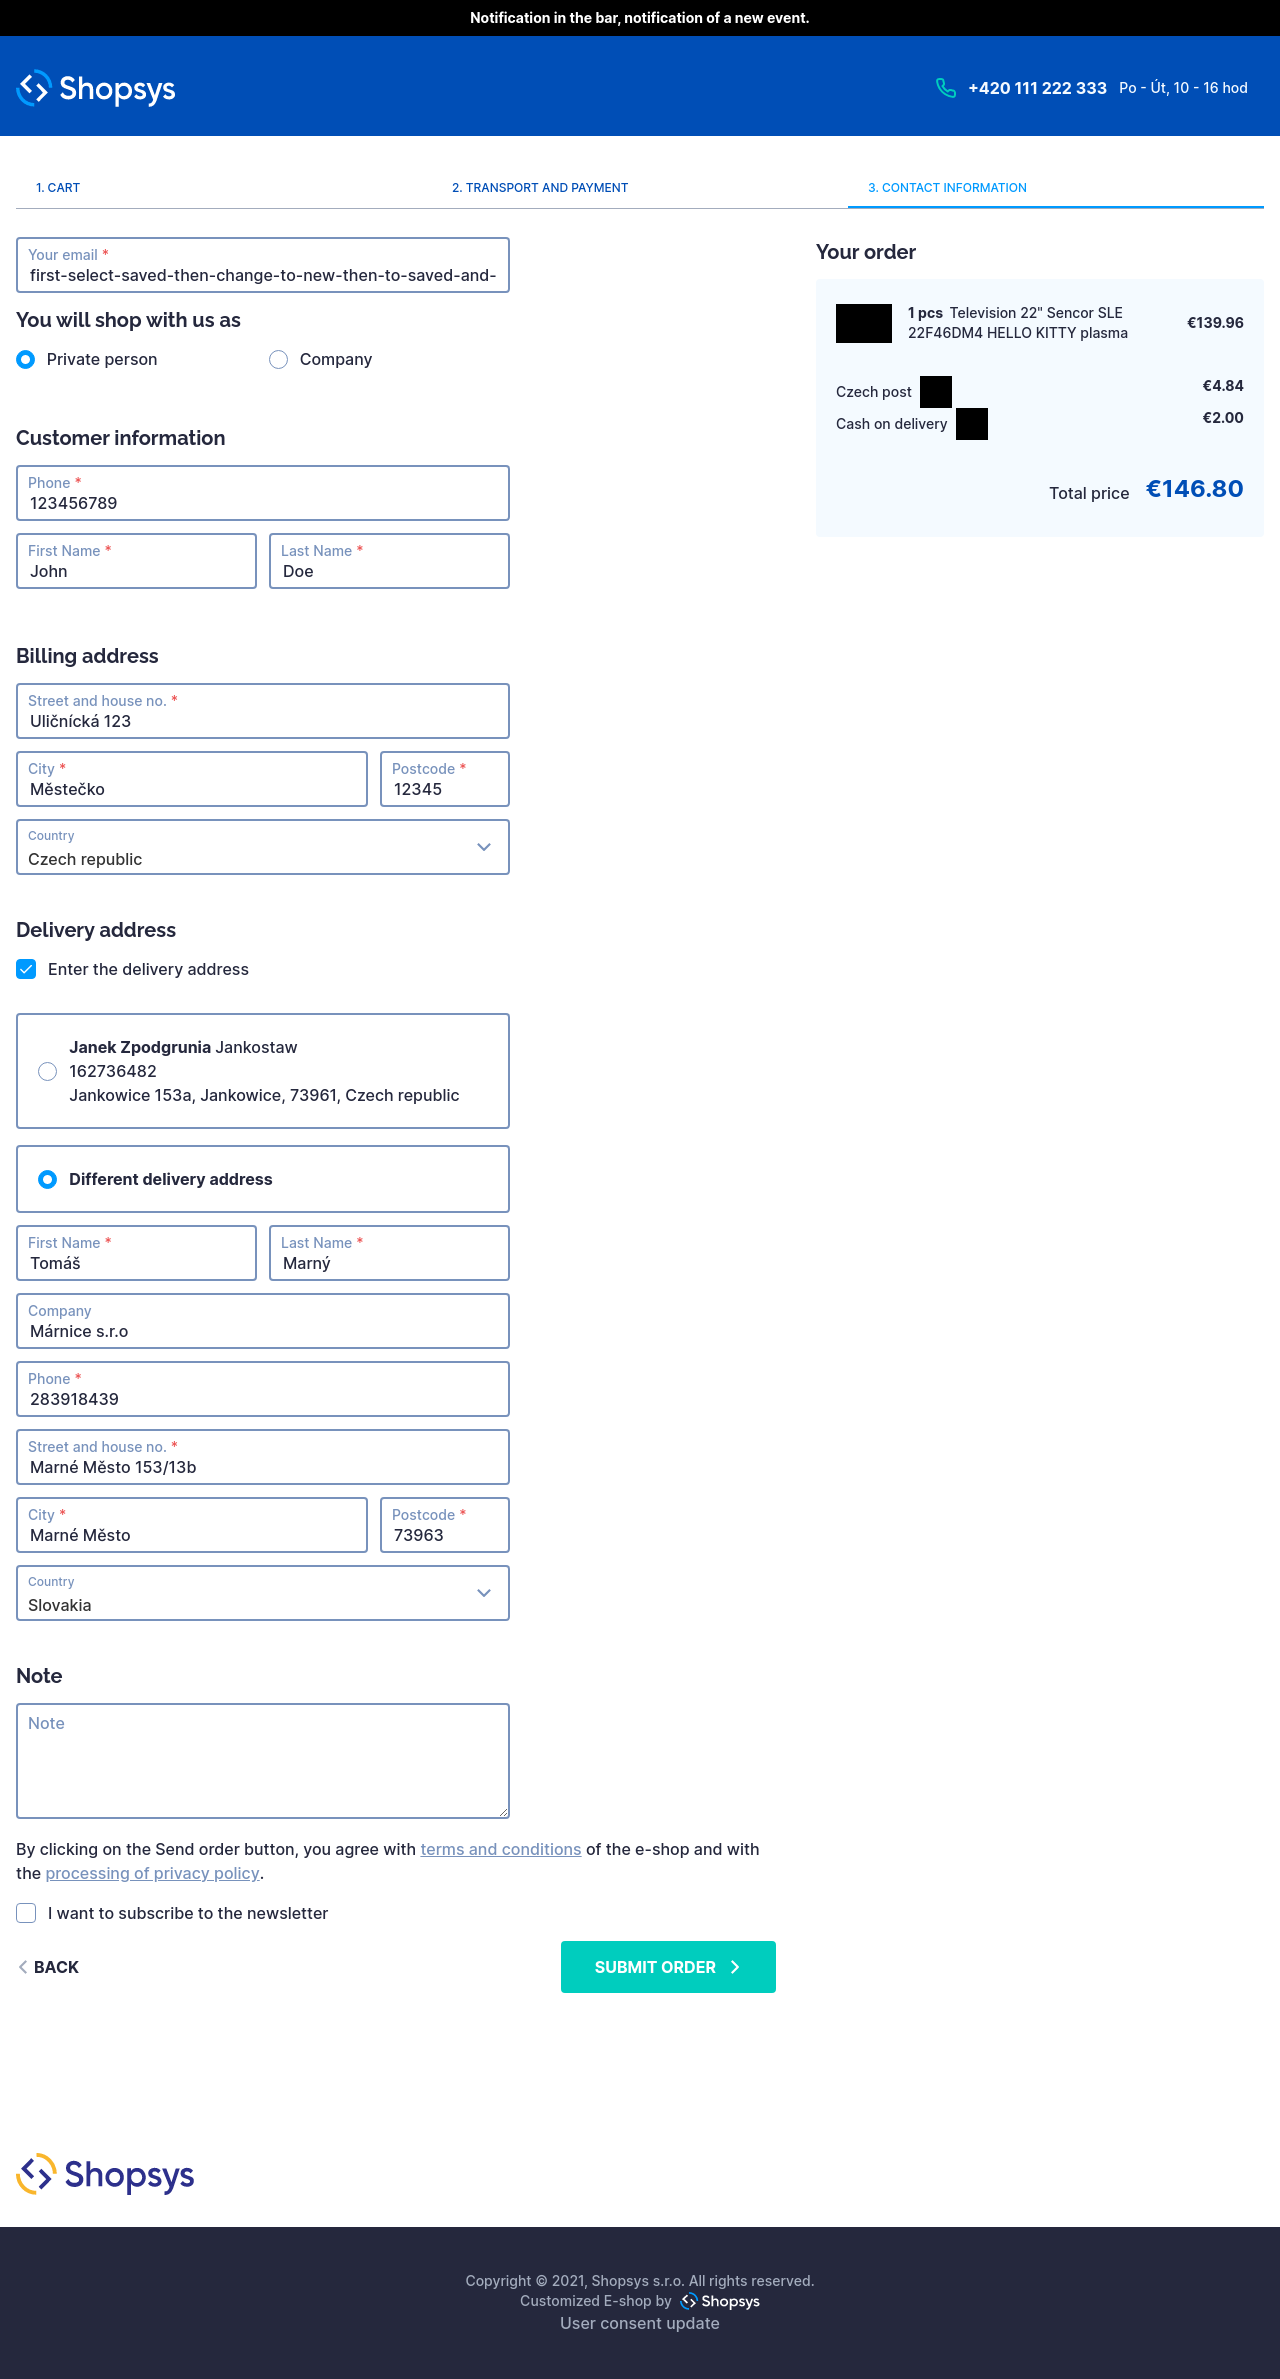 Notification in the bar, notification of a new event.
Shopsys
+420 111 222 333 Po - Út, 10 - 16 hod
1. CART
2. TRANSPORT AND PAYMENT
3. CONTACT INFORMATION
Your email *
first-select-saved-then-change-to-new-then-to-saved-and-
You will shop with us as
Private person
Company
Customer information
Phone *
123456789
First Name *
John
Last Name *
Doe
Billing address
Street and house no. *
Uličnícká 123
City *
Městečko
Postcode *
12345
Country
Czech republic
Delivery address
Enter the delivery address
Janek Zpodgrunia Jankostaw
162736482
Jankowice 153a, Jankowice, 73961, Czech republic
Different delivery address
First Name *
Tomáš
Last Name *
Marný
Company
Márnice s.r.o
Phone *
283918439
Street and house no. *
Marné Město 153/13b
City *
Marné Město
Postcode *
73963
Country
Slovakia
Note
Note
By clicking on the Send order button, you agree with terms and conditions of the e-shop and with
the processing of privacy policy.
I want to subscribe to the newsletter
BACK
SUBMIT ORDER
Your order
1 pcs Television 22" Sencor SLE
22F46DM4 HELLO KITTY plasma
€139.96
Czech post
€4.84
Cash on delivery
€2.00
Total price €146.80
Shopsys
Copyright © 2021, Shopsys s.r.o. All rights reserved.
Customized E-shop by Shopsys
User consent update